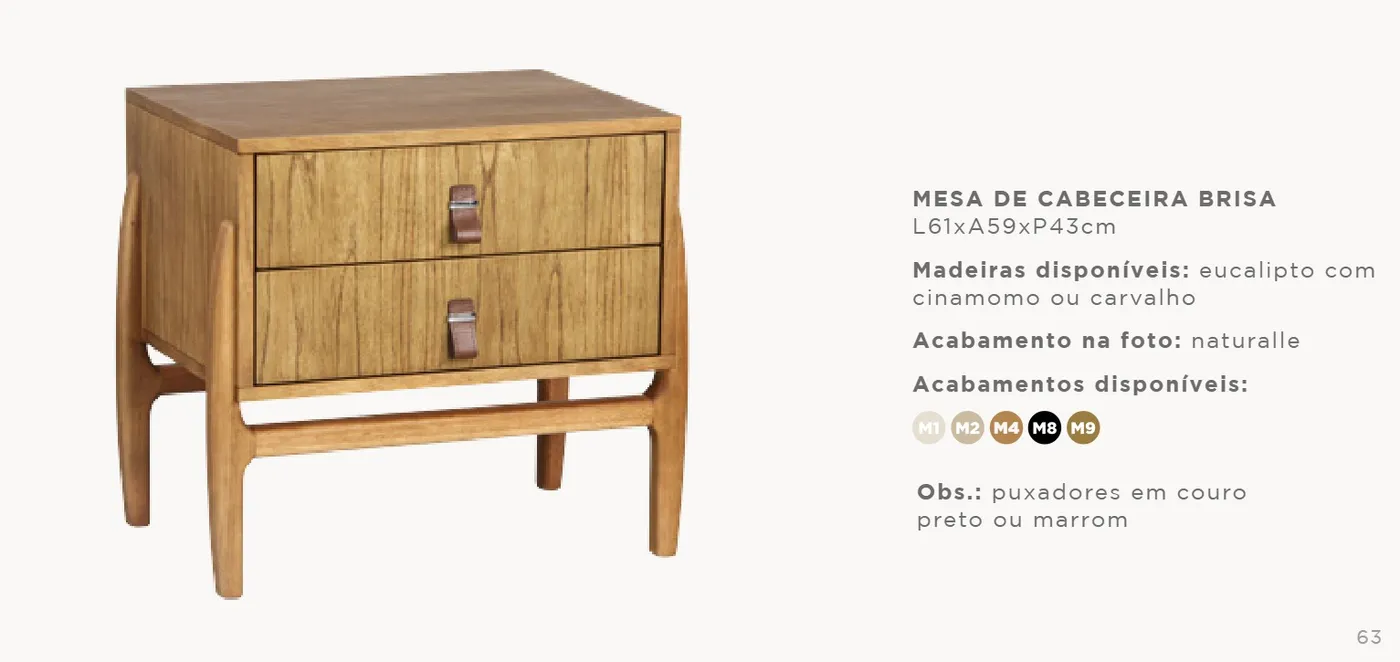 MESA DE CABECEIRA BRISA
L61xA59xP43cm
Madeiras disponíveis: eucalipto com
cinamomo ou carvalho
Acabamento na foto: naturalle
Acabamentos disponíveis:
M1 M2 M4 M8 M9
Obs.: puxadores em couro
preto ou marrom
63